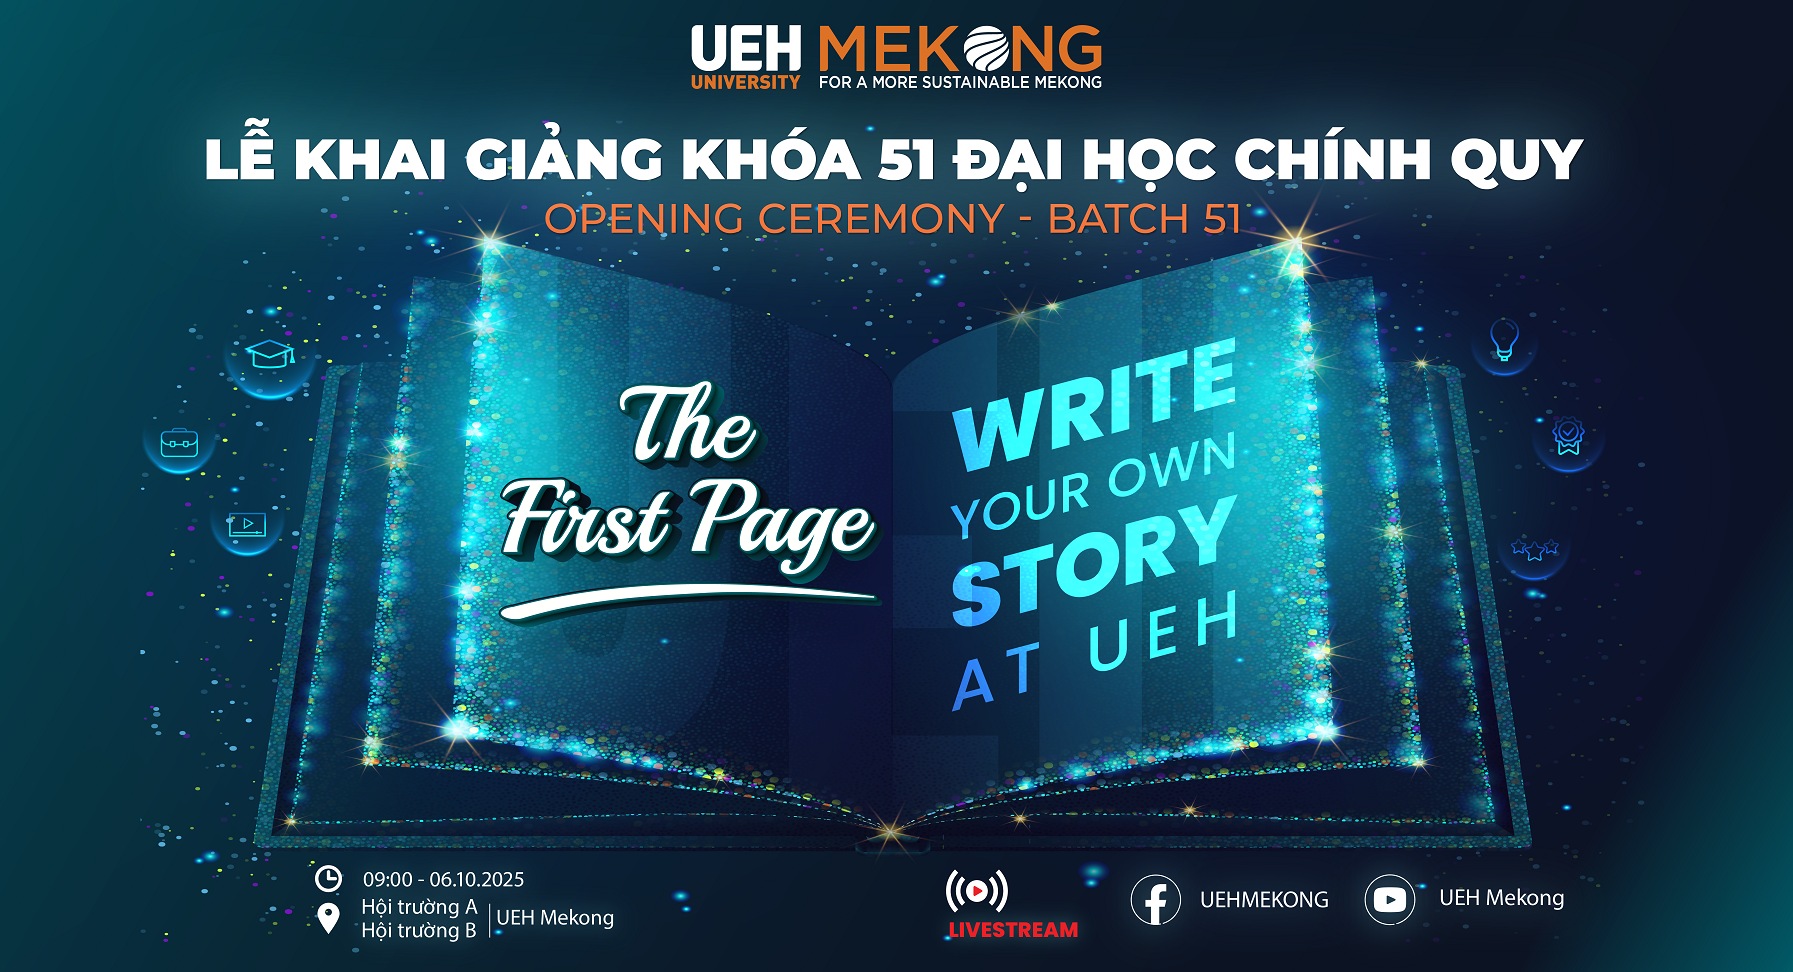 UEH MEKONG
UNIVERSITY FOR A MORE SUSTAINABLE MEKONG
LỄ KHAI GIẢNG KHÓA 51 ĐẠI HỌC CHÍNH QUY
OPENING CEREMONY - BATCH 51
The
First Page
WRITE
YOUR OWN
STORY
AT UEH
09:00 - 06.10.2025
Hội trường A
Hội trường B
UEH Mekong
LIVESTREAM
UEHMEKONG
UEH Mekong